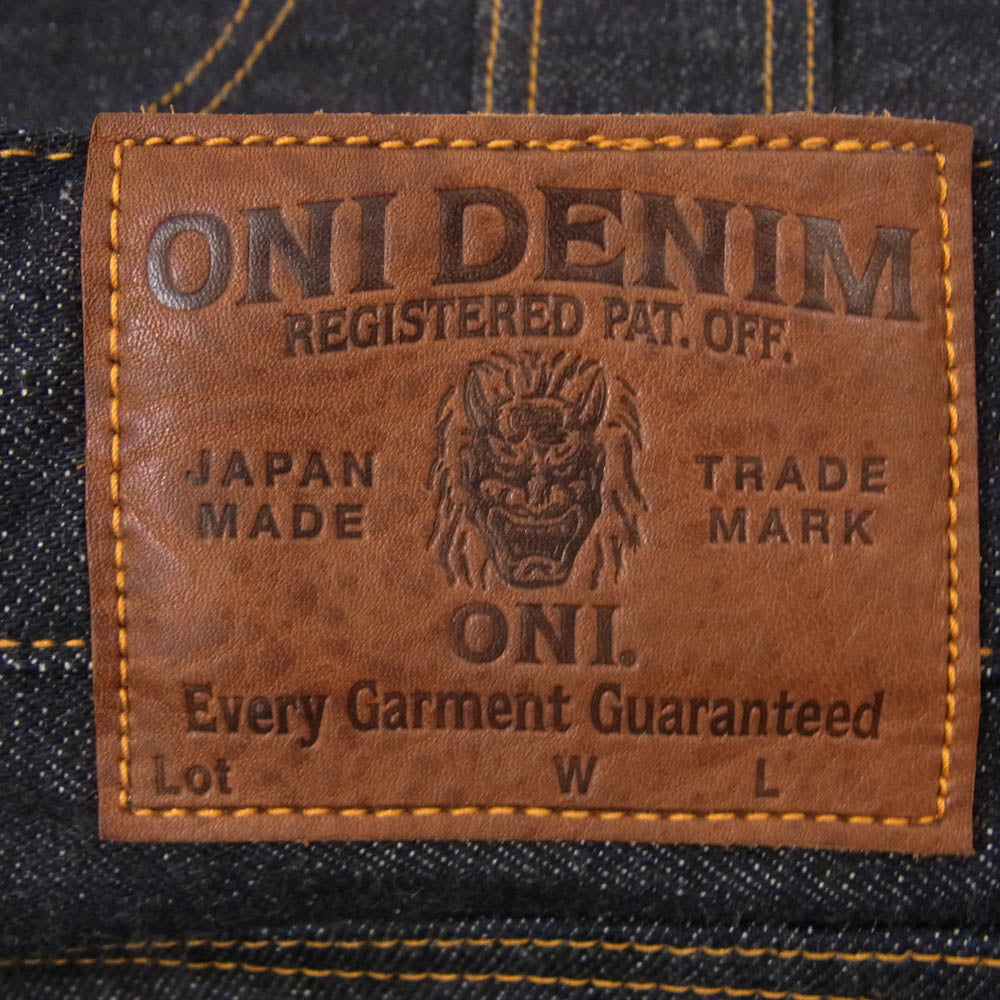 ONI DENIM
REGISTERED PAT. OFF.
JAPAN
MADE
TRADE
MARK
ONI.
Every Garment Guaranteed
Lot W L